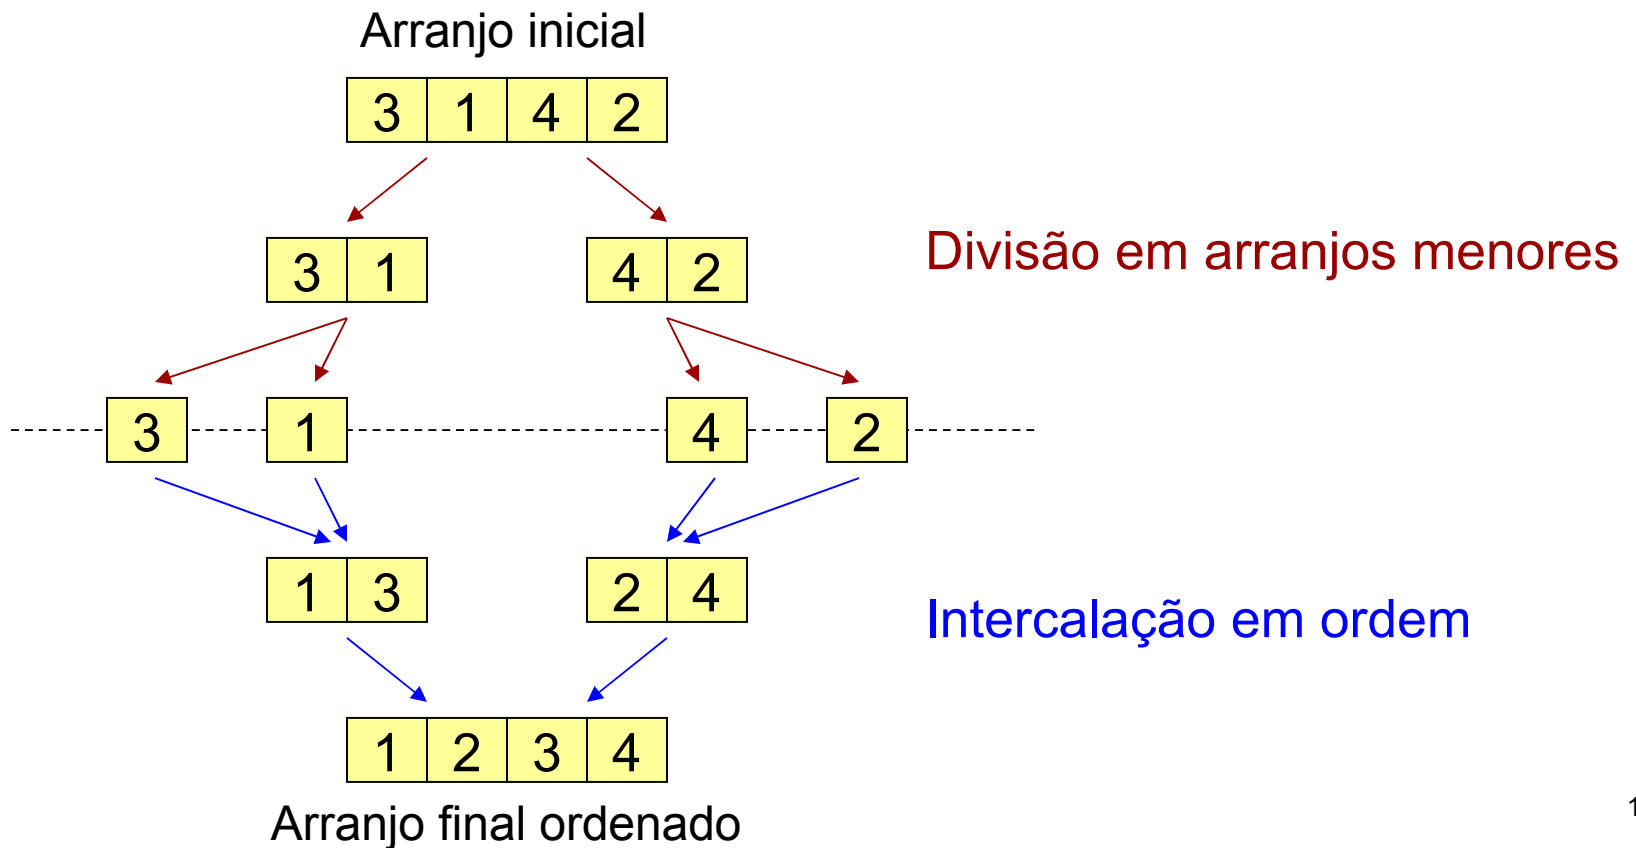 Arranjo inicial
3 1 4 2
3 1 4 2
Divisão em arranjos menores
3 1 4 2
1 3 2 4
Intercalação em ordem
1 2 3 4
Arranjo final ordenado
1